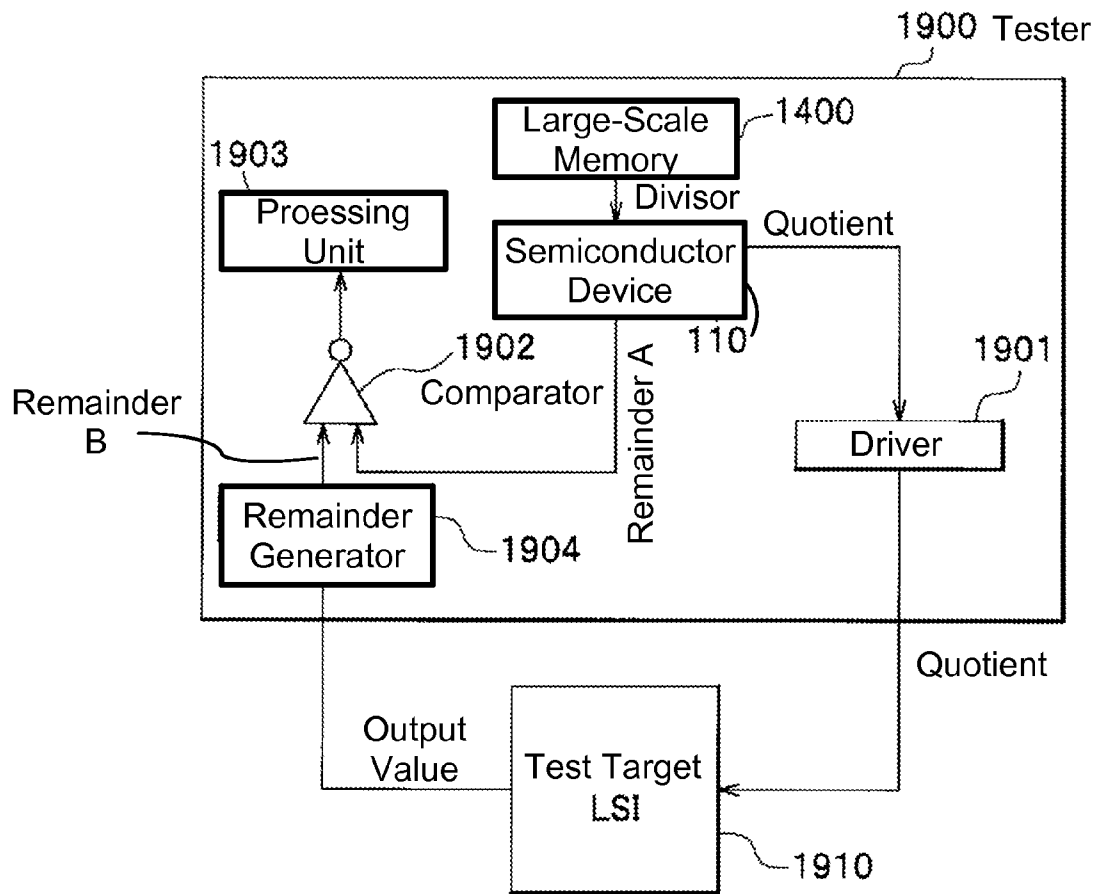 1900 Tester
Large-Scale
Memory
1400
1903
Proessing
Unit
Divisor
Quotient
Semiconductor
Device
110
1902
Comparator
Remainder A
1901
Remainder
B
Driver
Remainder
Generator
1904
Quotient
Output
Value
Test Target
LSI
1910